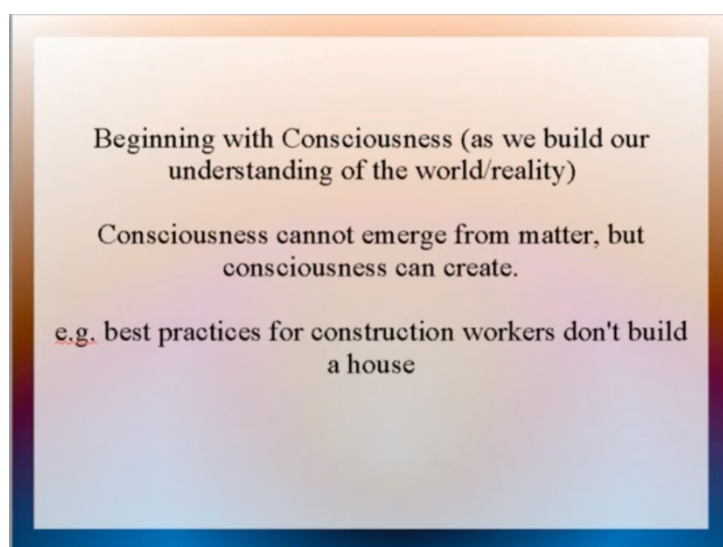 Beginning with Consciousness (as we build our
understanding of the world/reality)
Consciousness cannot emerge from matter, but
consciousness can create.
e.g. best practices for construction workers don't build
a house